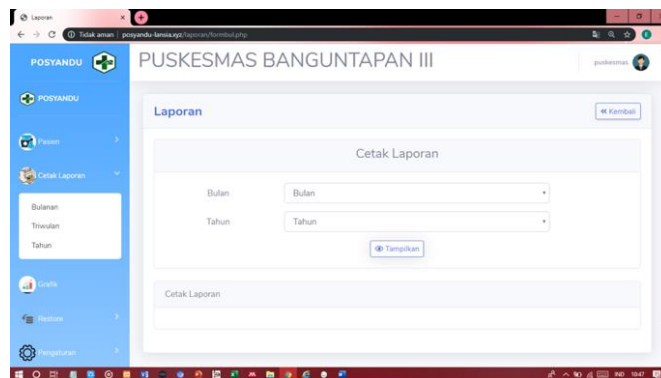 Laporan
Tidak aman | posyandu-lansia.xyz/laporan/formbul.php
POSYANDU
PUSKESMAS BANGUNTAPAN III
puskesmas
POSYANDU
Laporan
Kembali
Pasien
Cetak Laporan
Cetak Laporan
Bulan
Bulan
Bulanan
Triwulan
Tahun
Tahun
Tahun
Tampilkan
Grafik
Cetak Laporan
Restore
Pengaturan
IND 10:47